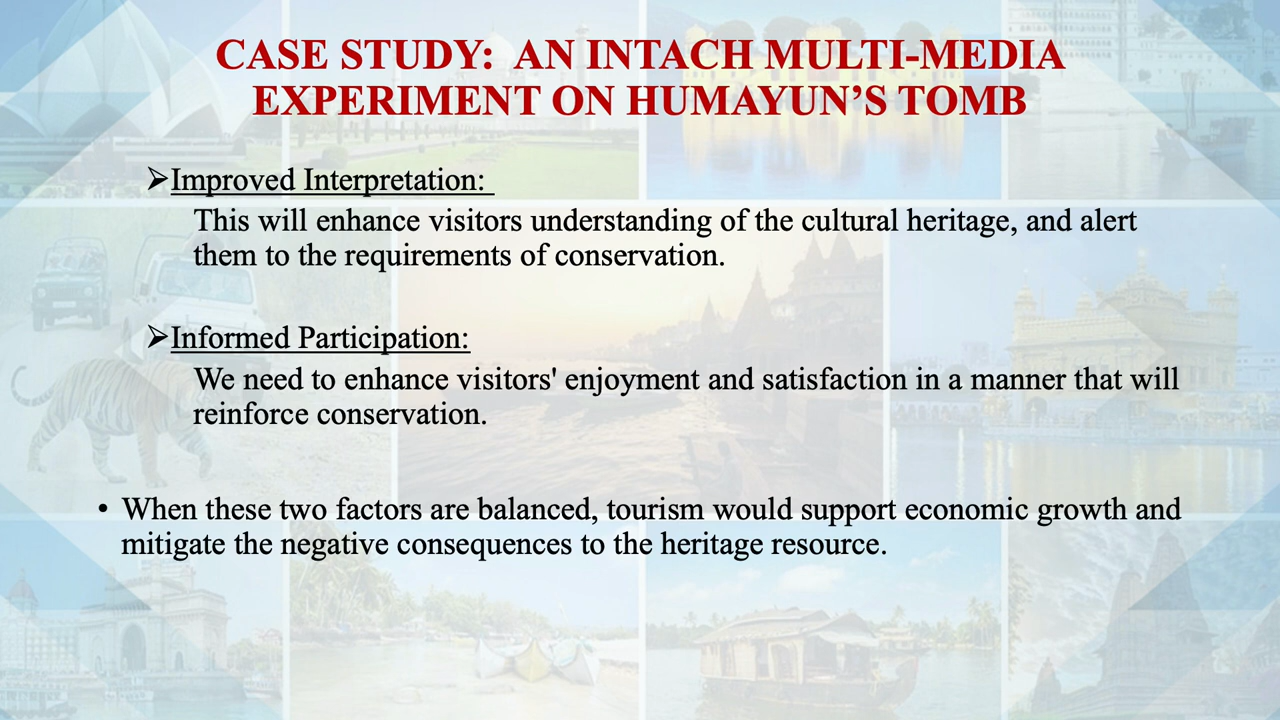 CASE STUDY:  AN INTACH MULTI-MEDIA
EXPERIMENT ON HUMAYUN’S TOMB
➢Improved Interpretation:
This will enhance visitors understanding of the cultural heritage, and alert
them to the requirements of conservation.
➢Informed Participation:
We need to enhance visitors' enjoyment and satisfaction in a manner that will
reinforce conservation.
• When these two factors are balanced, tourism would support economic growth and
mitigate the negative consequences to the heritage resource.